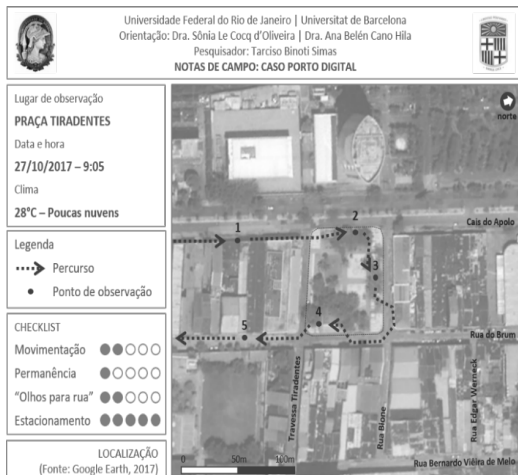 Universidade Federal do Rio de Janeiro | Universitat de Barcelona
Orientação: Dra. Sônia Le Cocq d'Oliveira | Dra. Ana Belén Cano Hila
Pesquisador: Tarciso Binoti Simas
NOTAS DE CAMPO: CASO PORTO DIGITAL
Lugar de observação
PRAÇA TIRADENTES
Data e hora
27/10/2017 – 9:05
Clima
28°C – Poucas nuvens
Legenda
Percurso
Ponto de observação
CHECKLIST
Movimentação
Permanência
"Olhos para rua"
Estacionamento
LOCALIZAÇÃO
(Fonte: Google Earth, 2017)
norte
Cais do Apolo
1
2
3
4
5
Rua do Brum
Travessa Tiradentes
Rua Bione
Rua Edgar Werneck
Rua Bernardo Viêira de Melo
0 50m 100m